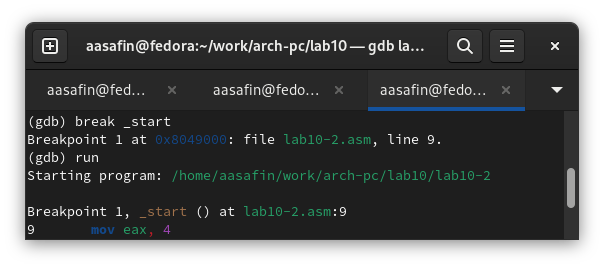 aasafin@fedora:~/work/arch-pc/lab10 — gdb la...
aasafin@fed... aasafin@fedo... aasafin@fedo...
(gdb) break _start
Breakpoint 1 at 0x8049000: file lab10-2.asm, line 9.
(gdb) run
Starting program: /home/aasafin/work/arch-pc/lab10/lab10-2
Breakpoint 1, _start () at lab10-2.asm:9
9       mov eax, 4